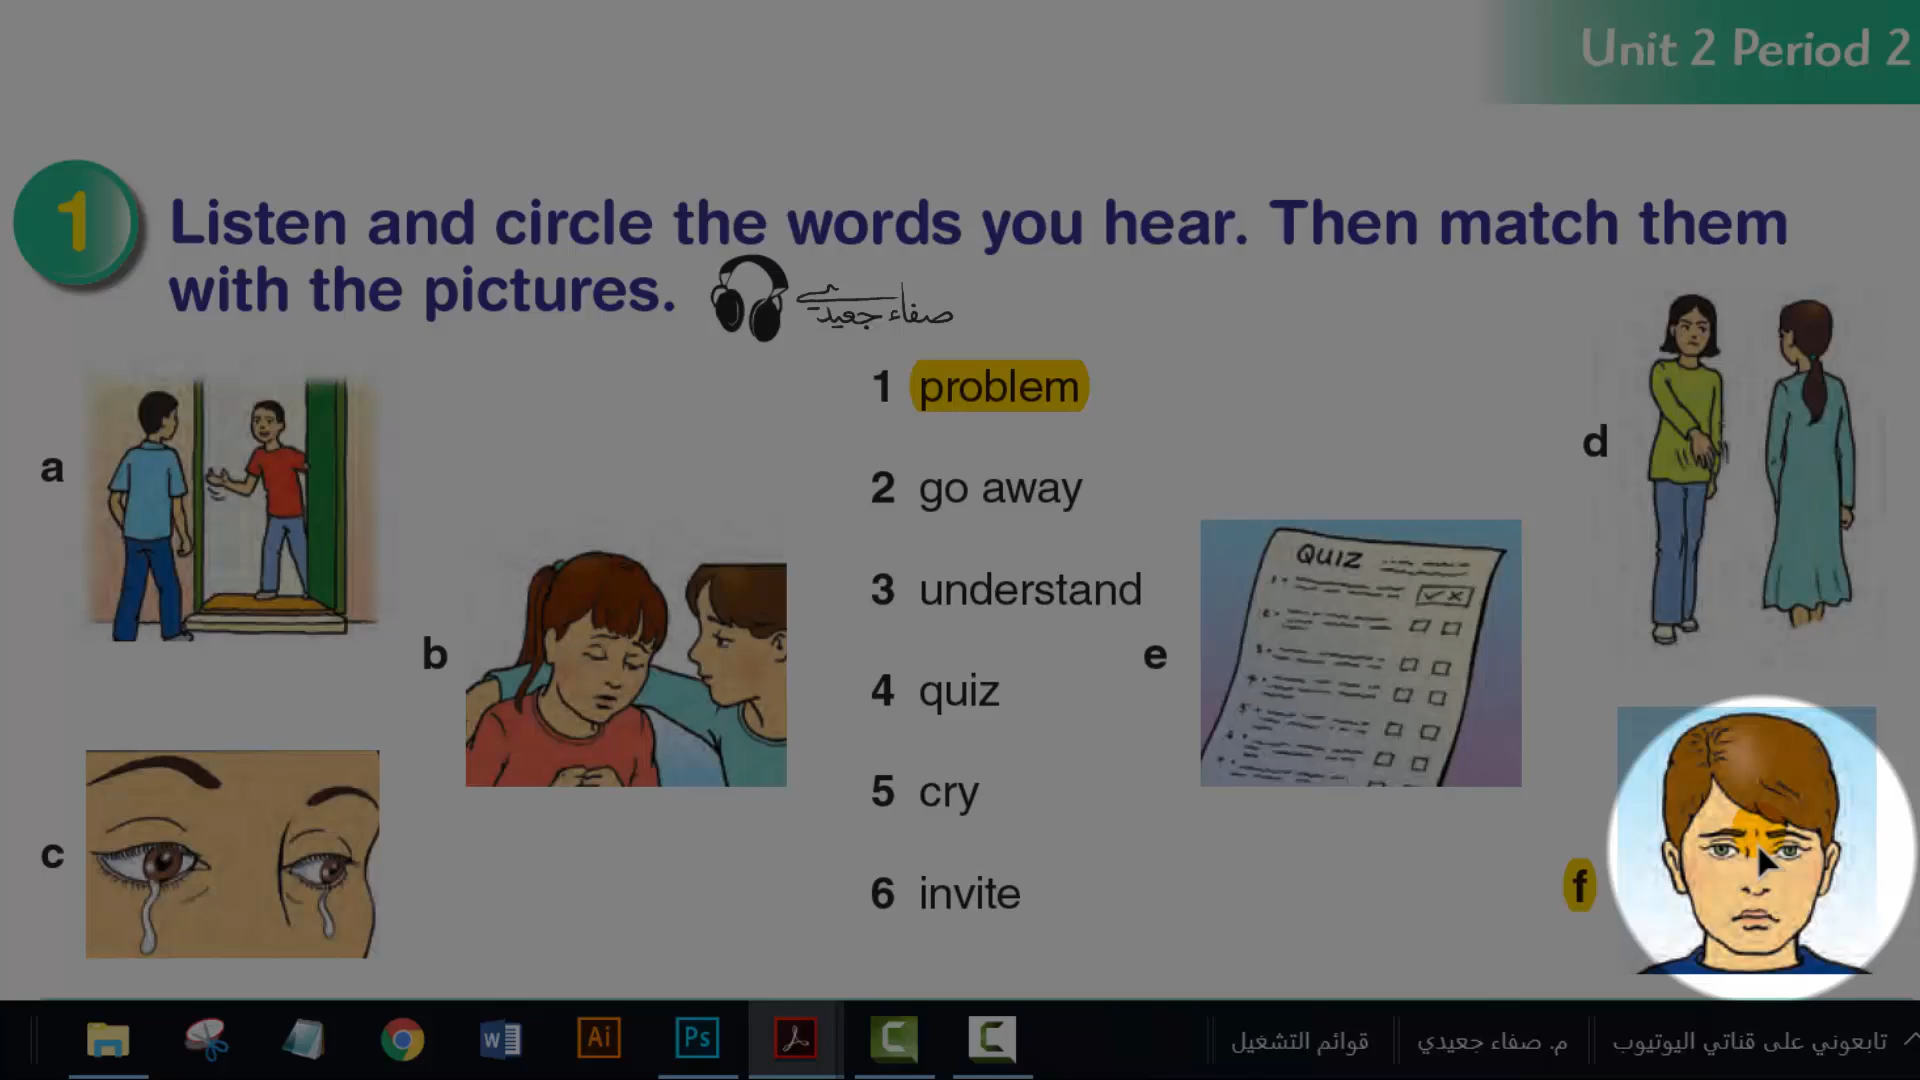 Unit 2 Period 2
1
Listen and circle the words you hear. Then match them
with the pictures.
صفاء جعيدي
1 problem
2 go away
3 understand
4 quiz
5 cry
6 invite
a
b
c
d
e
QUIZ
f
W
Ai
Ps
C
C
قوائم التشغيل
م. صفاء جعيدي
تابعوني على قناتي اليوتيوب